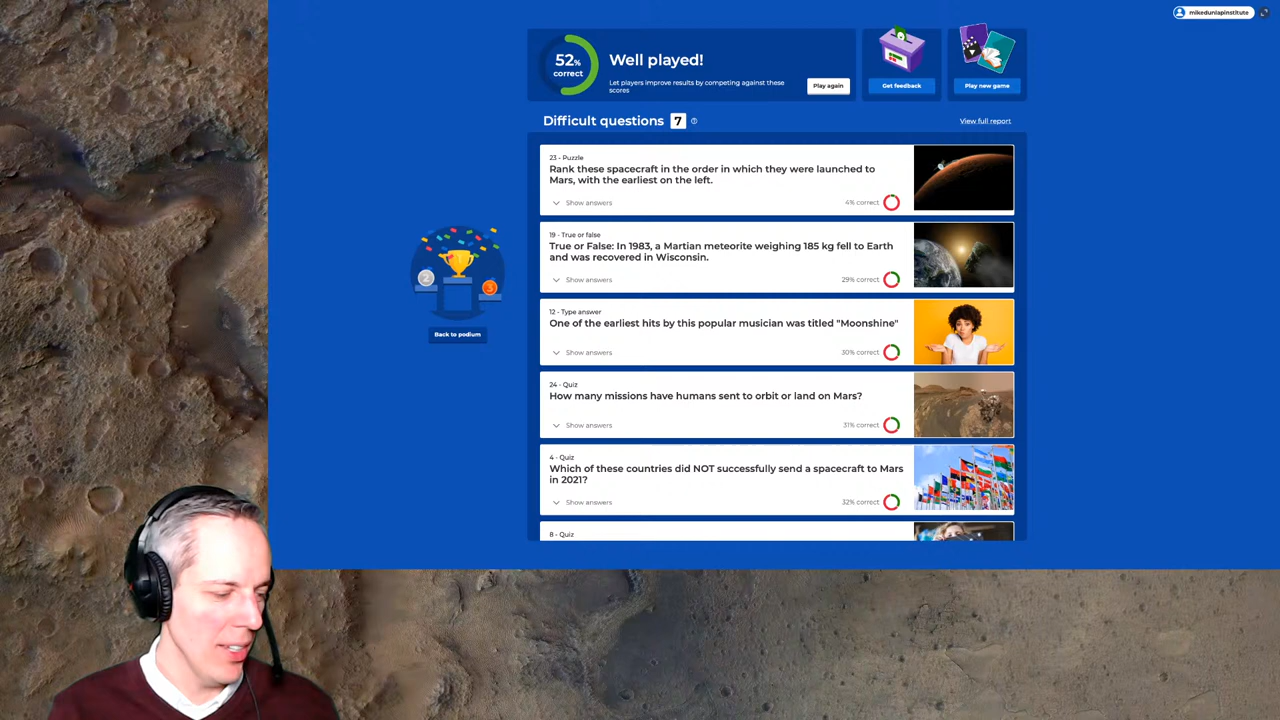 mikedunlapinstitute
52%
correct
Well played!
Let players improve results by competing against these
scores
Play again
Get feedback
Play new game
Difficult questions 7
View full report
23 - Puzzle
Rank these spacecraft in the order in which they were launched to
Mars, with the earliest on the left.
Show answers
4% correct
19 - True or false
True or False: In 1983, a Martian meteorite weighing 185 kg fell to Earth
and was recovered in Wisconsin.
Show answers
29% correct
12 - Type answer
One of the earliest hits by this popular musician was titled "Moonshine"
Show answers
30% correct
24 - Quiz
How many missions have humans sent to orbit or land on Mars?
Show answers
31% correct
4 - Quiz
Which of these countries did NOT successfully send a spacecraft to Mars
in 2021?
Show answers
32% correct
8 - Quiz
2
3
Back to podium